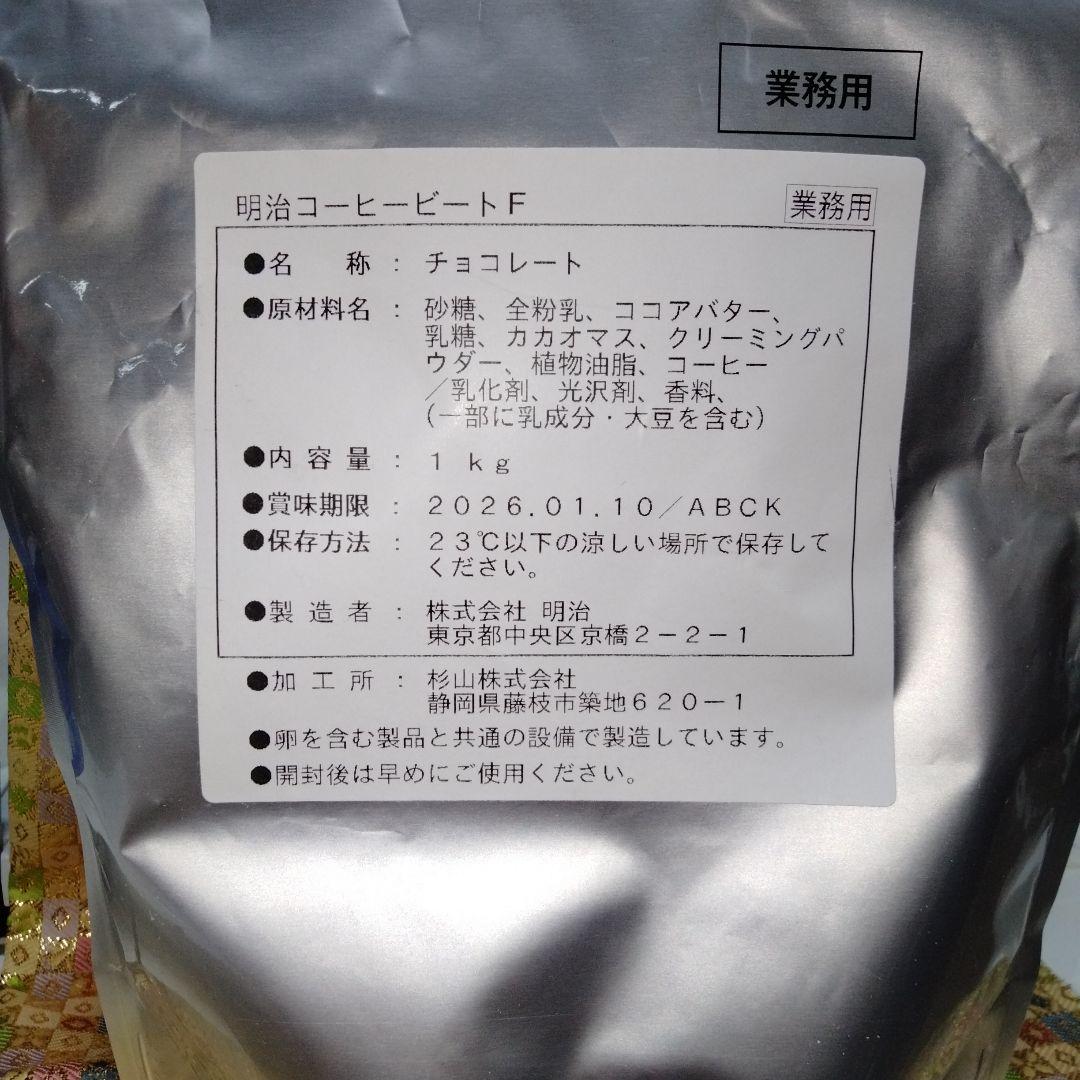 業務用
明治コーヒービートF 業務用
●名　称 : チョコレート
●原材料名 : 砂糖、全粉乳、ココアバター、
乳糖、カカオマス、クリーミングパ
ウダー、植物油脂、コーヒー
／乳化剤、光沢剤、香料、
（一部に乳成分・大豆を含む）
●内容量 : 1kg
●賞味期限 : 2026.01.10／ABCK
●保存方法 : 23℃以下の涼しい場所で保存して
ください。
●製造者 : 株式会社 明治
東京都中央区京橋2－2－1
●加工所 : 杉山株式会社
静岡県藤枝市築地620－1
●卵を含む製品と共通の設備で製造しています。
●開封後は早めにご使用ください。